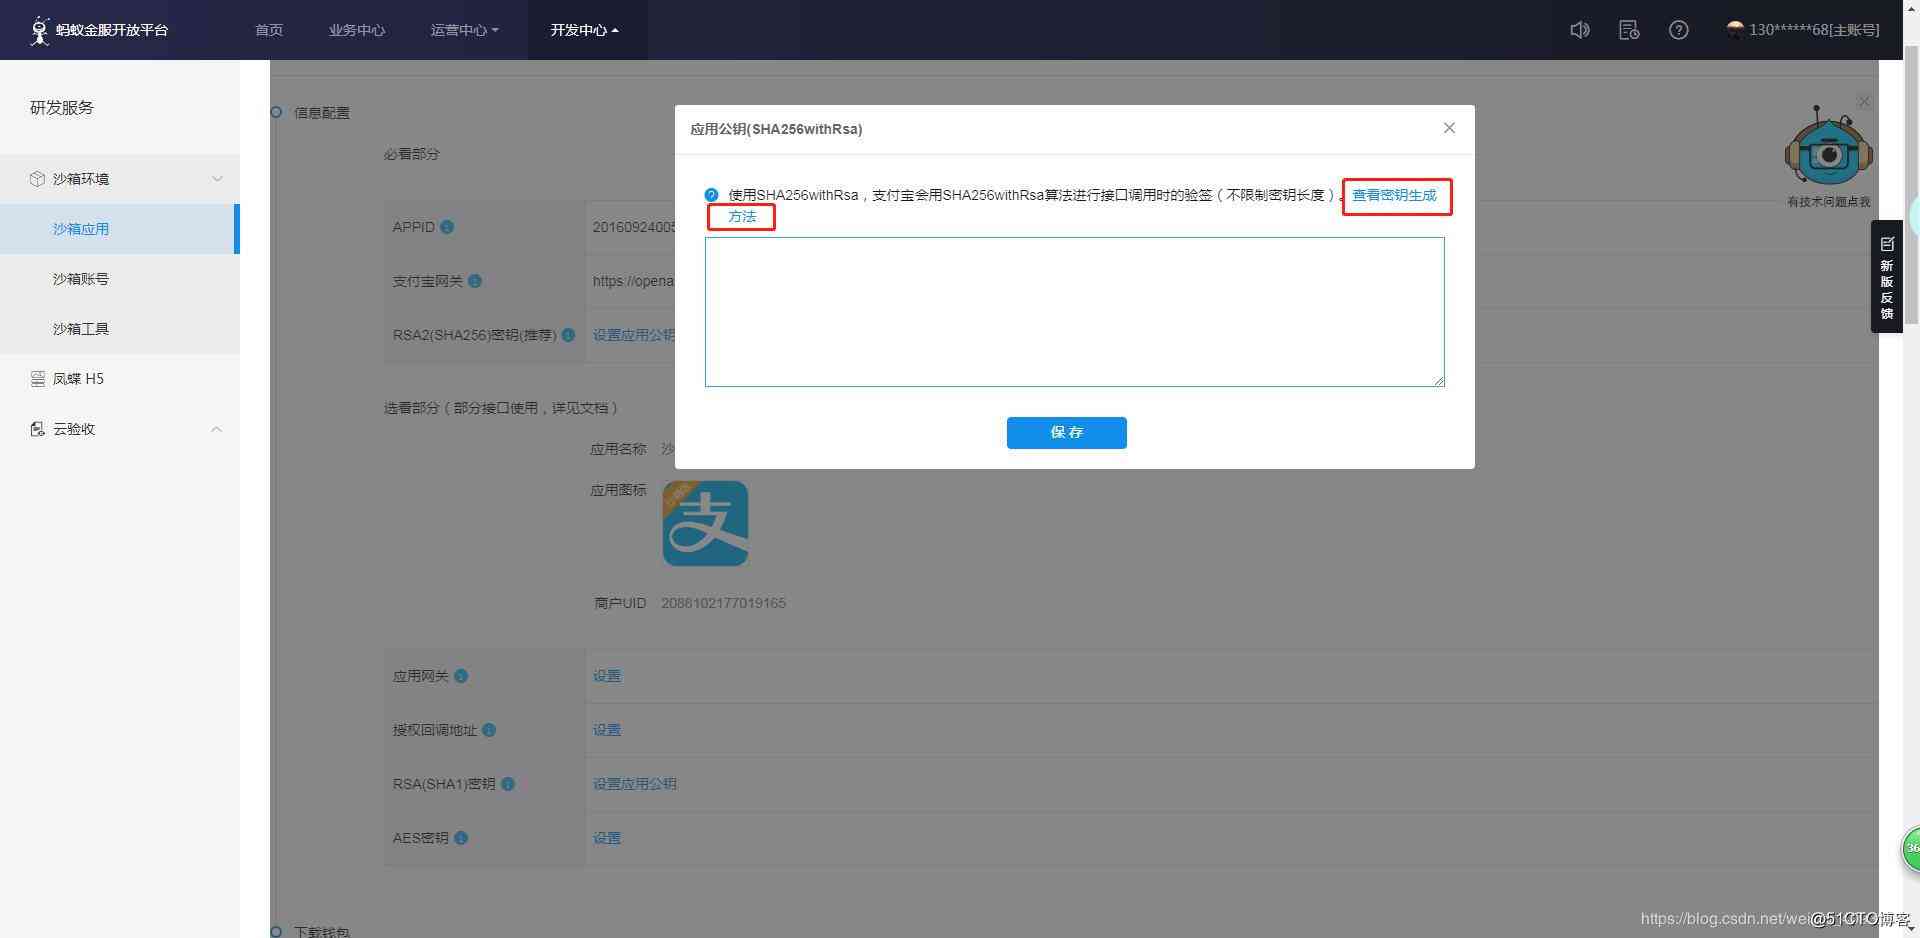 蚂蚁金服开放平台
首页
业务中心
运营中心
开发中心
130******68[主账号]
研发服务
沙箱环境
沙箱应用
沙箱账号
沙箱工具
凤蝶 H5
云验收
信息配置
必看部分
APPID
20160924005
支付宝网关
https://opena
RSA2(SHA256)密钥(推荐)
设置应用公钥
应用公钥(SHA256withRsa)
使用SHA256withRsa，支付宝会用SHA256withRsa算法进行接口调用时的验签（不限制密钥长度）。查看密钥生成
方法
保 存
有技术问题点我
新版反馈
选看部分（部分接口使用，详见文档）
应用名称 沙
应用图标
支
商户UID 2088102177019165
应用网关
设置
授权回调地址
设置
RSA(SHA1)密钥
设置应用公钥
AES密钥
设置
下载钱包
36
https://blog.csdn.net/wei
@51CTO博客